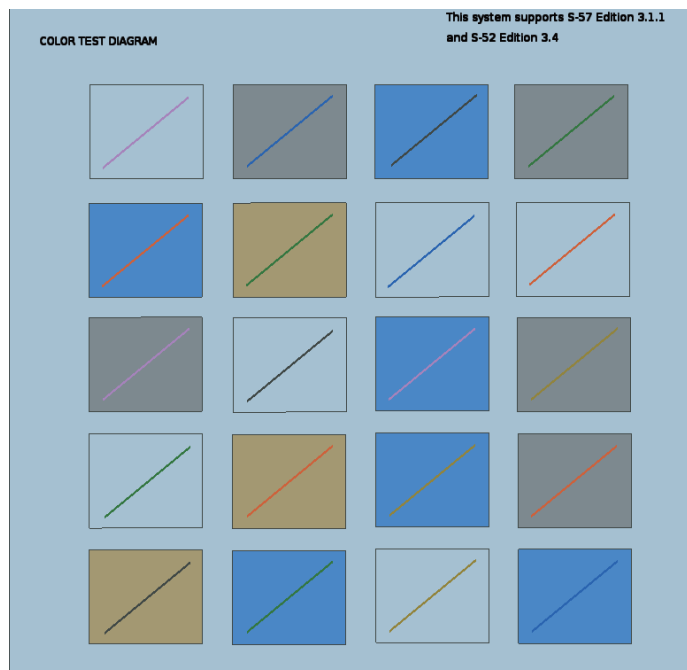 This system supports S-57 Edition 3.1.1
and S-52 Edition 3.4
COLOR TEST DIAGRAM